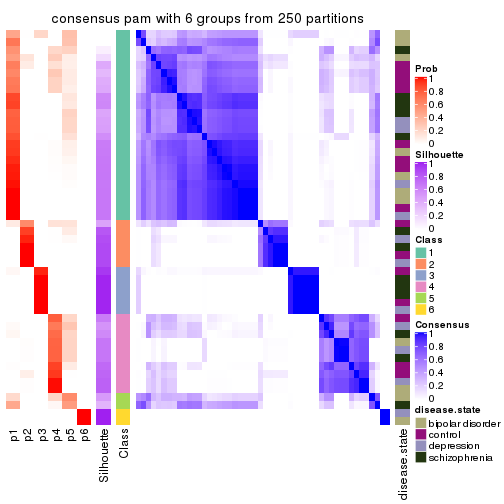 consensus pam with 6 groups from 250 partitions
Prob
1
0.8
0.6
0.4
0.2
0
Silhouette
1
0.8
0.6
0.4
0.2
0
Class
1
2
3
4
5
6
Consensus
1
0.8
0.6
0.4
0.2
0
disease.state
bipolar disorder
control
depression
schizophrenia
p1
p2
p3
p4
p5
p6
Silhouette
Class
disease.state